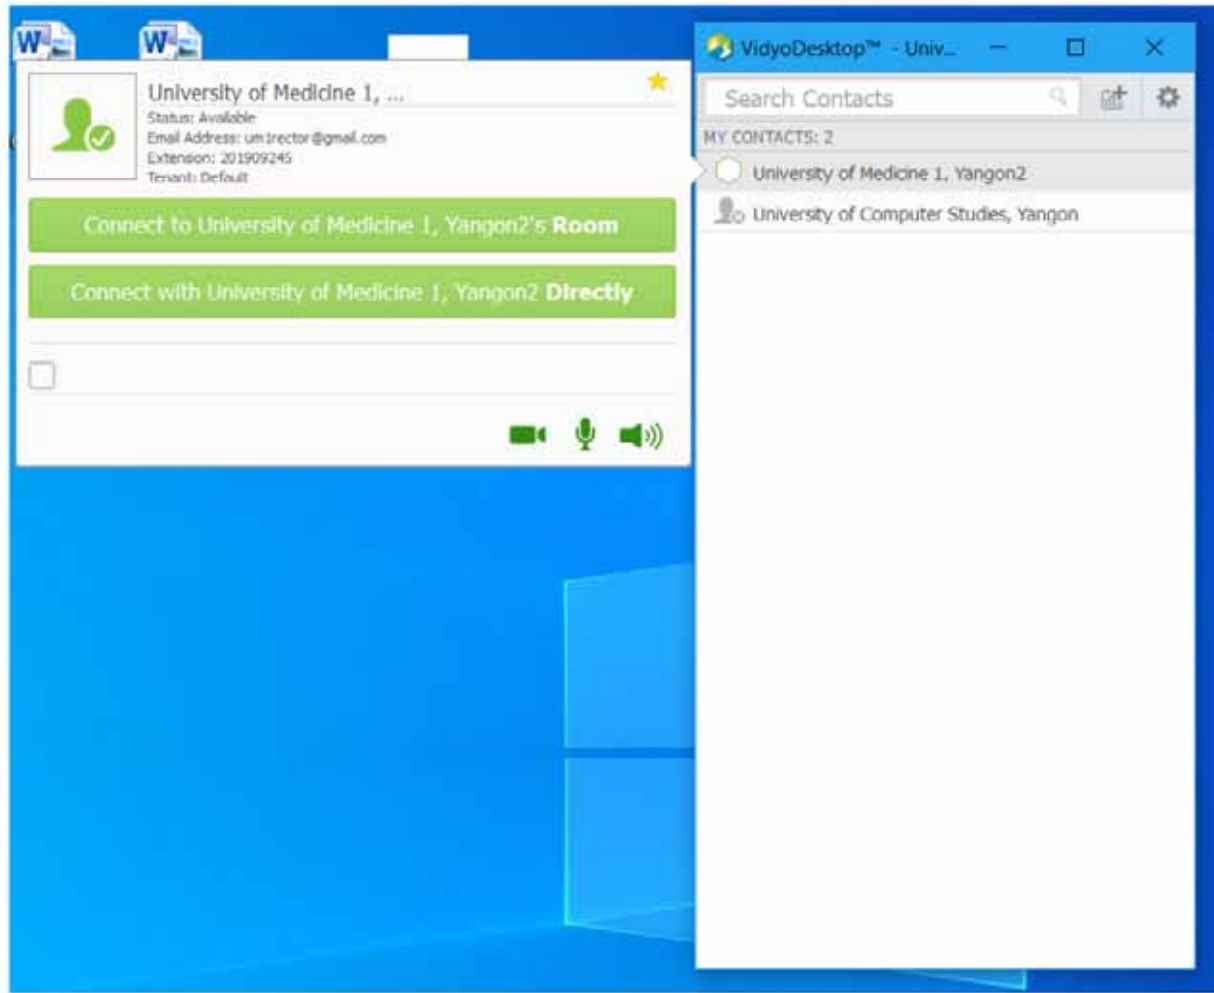 University of Medicine 1, ...
Status: Available
Email Address: um1rector@gmail.com
Extension: 201909245
Tenant: Default
Connect to University of Medicine 1, Yangon2's Room
Connect with University of Medicine 1, Yangon2 Directly
VidyoDesktop™ - Univ...
Search Contacts
MY CONTACTS: 2
University of Medicine 1, Yangon2
University of Computer Studies, Yangon